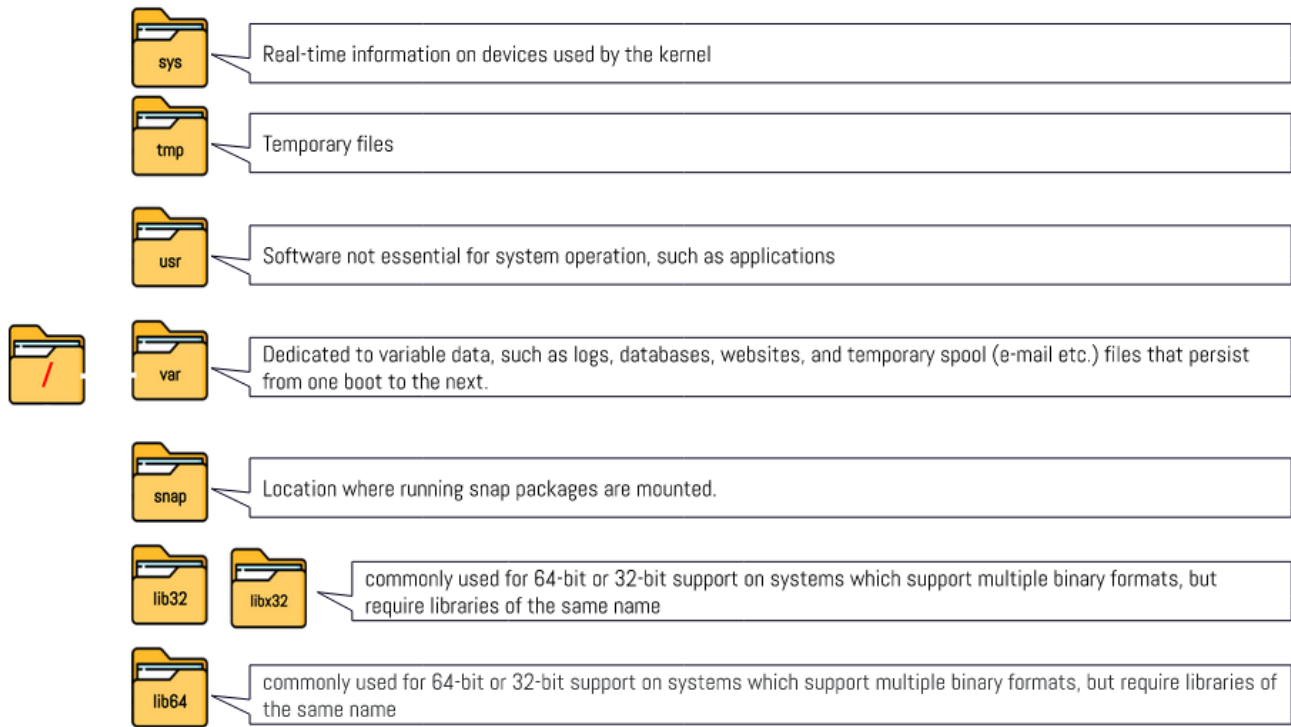 sys
Real-time information on devices used by the kernel
tmp
Temporary files
usr
Software not essential for system operation, such as applications
/
var
Dedicated to variable data, such as logs, databases, websites, and temporary spool (e-mail etc.) files that persist
from one boot to the next.
snap
Location where running snap packages are mounted.
lib32
libx32
commonly used for 64-bit or 32-bit support on systems which support multiple binary formats, but
require libraries of the same name
lib64
commonly used for 64-bit or 32-bit support on systems which support multiple binary formats, but require libraries of
the same name